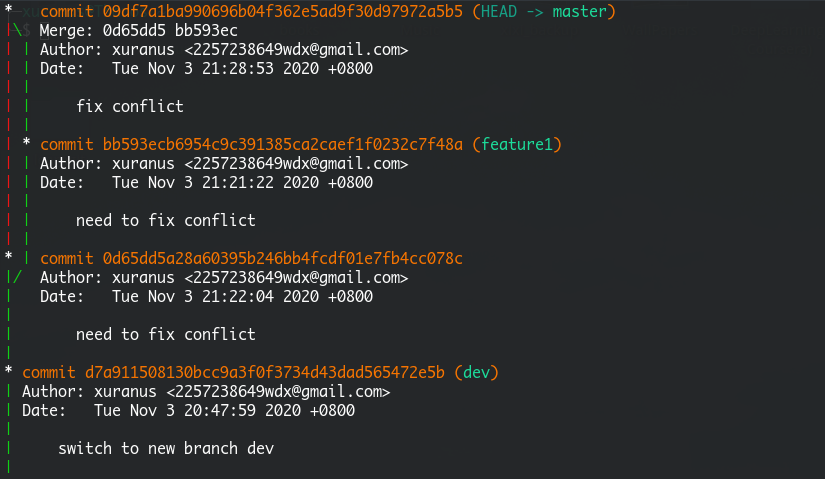 * commit 09df7a1ba990696b04f362e5ad9f30d97972a5b5 (HEAD -> master)
|\ Merge: 0d65dd5 bb593ec
| | Author: xuranus <2257238649wdx@gmail.com>
| | Date:   Tue Nov 3 21:28:53 2020 +0800
| |
| |     fix conflict
| |
| * commit bb593ecb6954c9c391385ca2caef1f0232c7f48a (feature1)
| | Author: xuranus <2257238649wdx@gmail.com>
| | Date:   Tue Nov 3 21:21:22 2020 +0800
| |
| |     need to fix conflict
| |
* | commit 0d65dd5a28a60395b246bb4fcdf01e7fb4cc078c
|/  Author: xuranus <2257238649wdx@gmail.com>
|   Date:   Tue Nov 3 21:22:04 2020 +0800
|
|       need to fix conflict
|
* commit d7a911508130bcc9a3f0f3734d43dad565472e5b (dev)
| Author: xuranus <2257238649wdx@gmail.com>
| Date:   Tue Nov 3 20:47:59 2020 +0800
|
|     switch to new branch dev
|